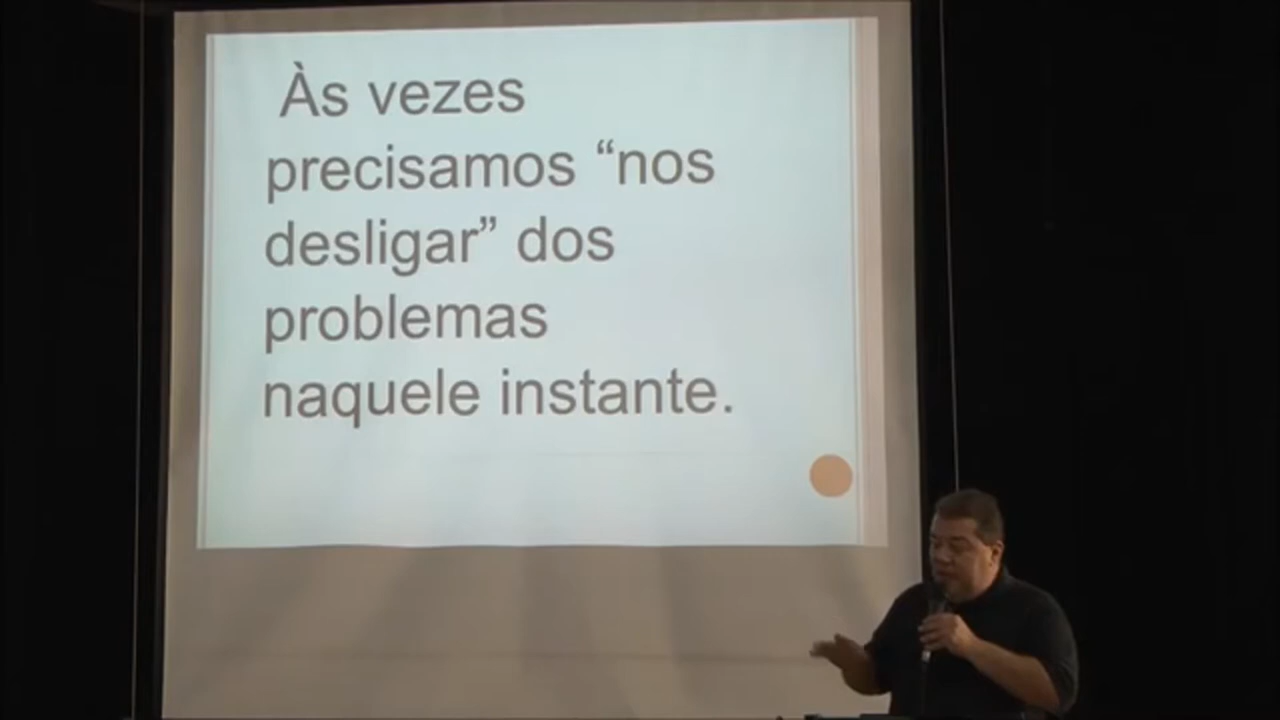 Às vezes
precisamos “nos
desligar” dos
problemas
naquele instante.